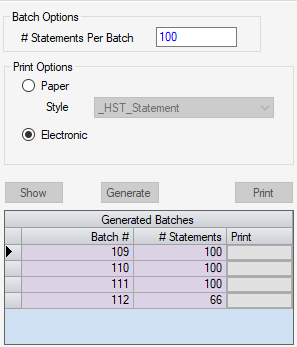 Batch Options
# Statements Per Batch 100
Print Options
Paper
Style _HST_Statement
Electronic
Show Generate Print
Generated Batches
Batch # # Statements Print
109 100
110 100
111 100
112 66